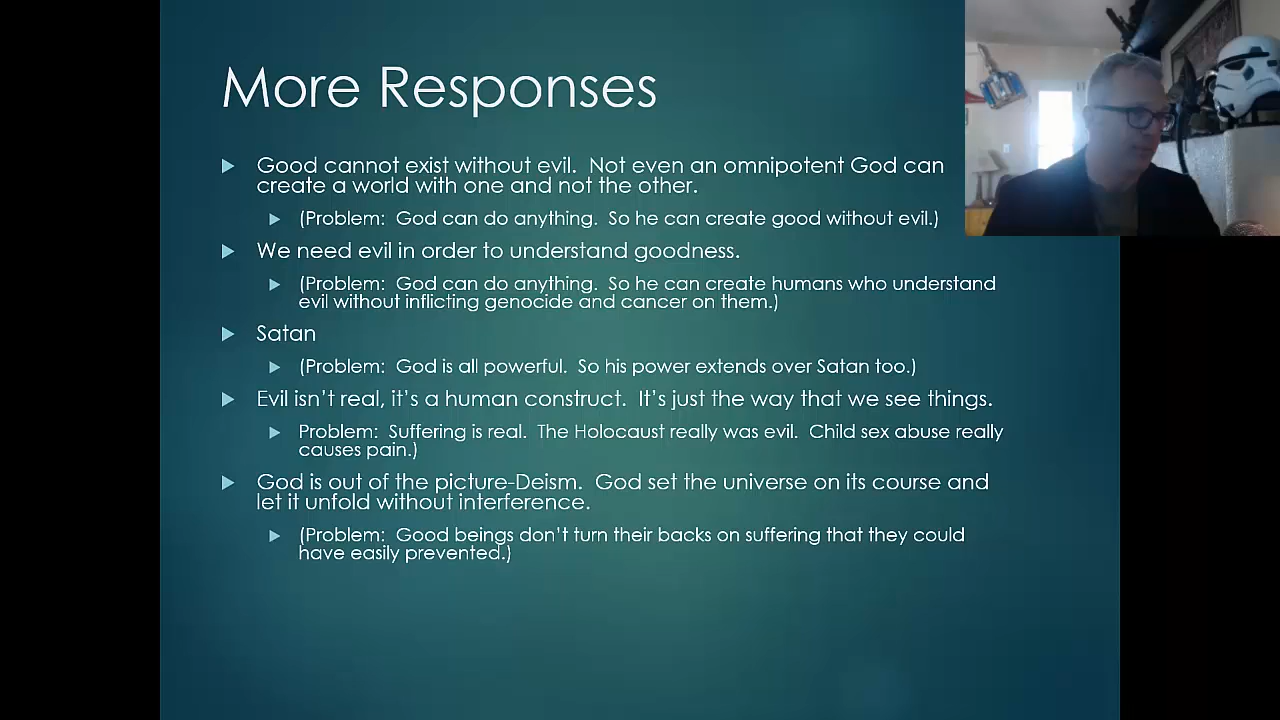 More Responses
Good cannot exist without evil.  Not even an omnipotent God can
create a world with one and not the other.
(Problem:  God can do anything.  So he can create good without evil.)
We need evil in order to understand goodness.
(Problem:  God can do anything.  So he can create humans who understand
evil without inflicting genocide and cancer on them.)
Satan
(Problem:  God is all powerful.  So his power extends over Satan too.)
Evil isn't real, it's a human construct.  It's just the way that we see things.
Problem:  Suffering is real.  The Holocaust really was evil.  Child sex abuse really
causes pain.)
God is out of the picture-Deism.  God set the universe on its course and
let it unfold without interference.
(Problem:  Good beings don't turn their backs on suffering that they could
have easily prevented.)